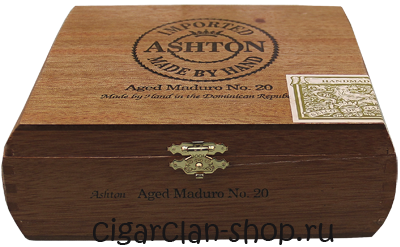 IMPORTED
ASHTON
MADE BY HAND
Aged Maduro No. 20
Made by Hand in the Dominican Republic
HANDMAD
Ashton Aged Maduro No. 20
CigarClan-shop.ru